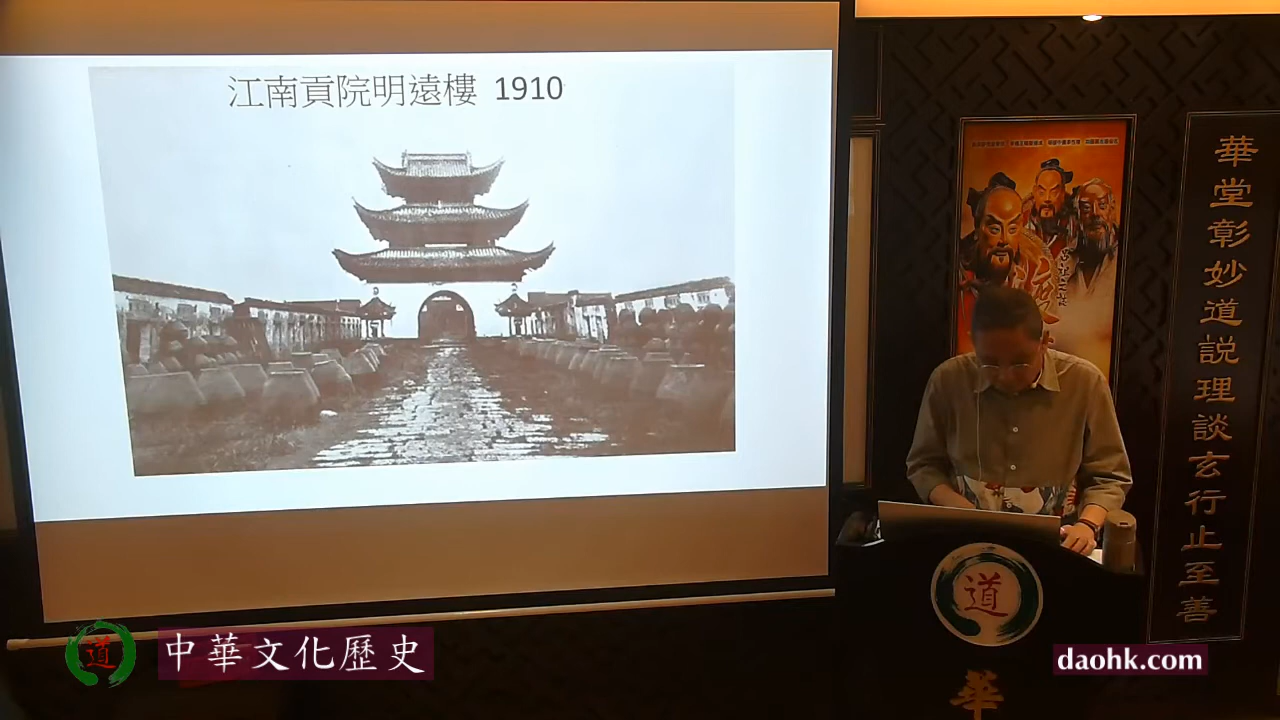 江南貢院明遠樓 1910
華堂彰妙道説理談玄行止至善
道
華
道
中華文化歷史
daohk.com